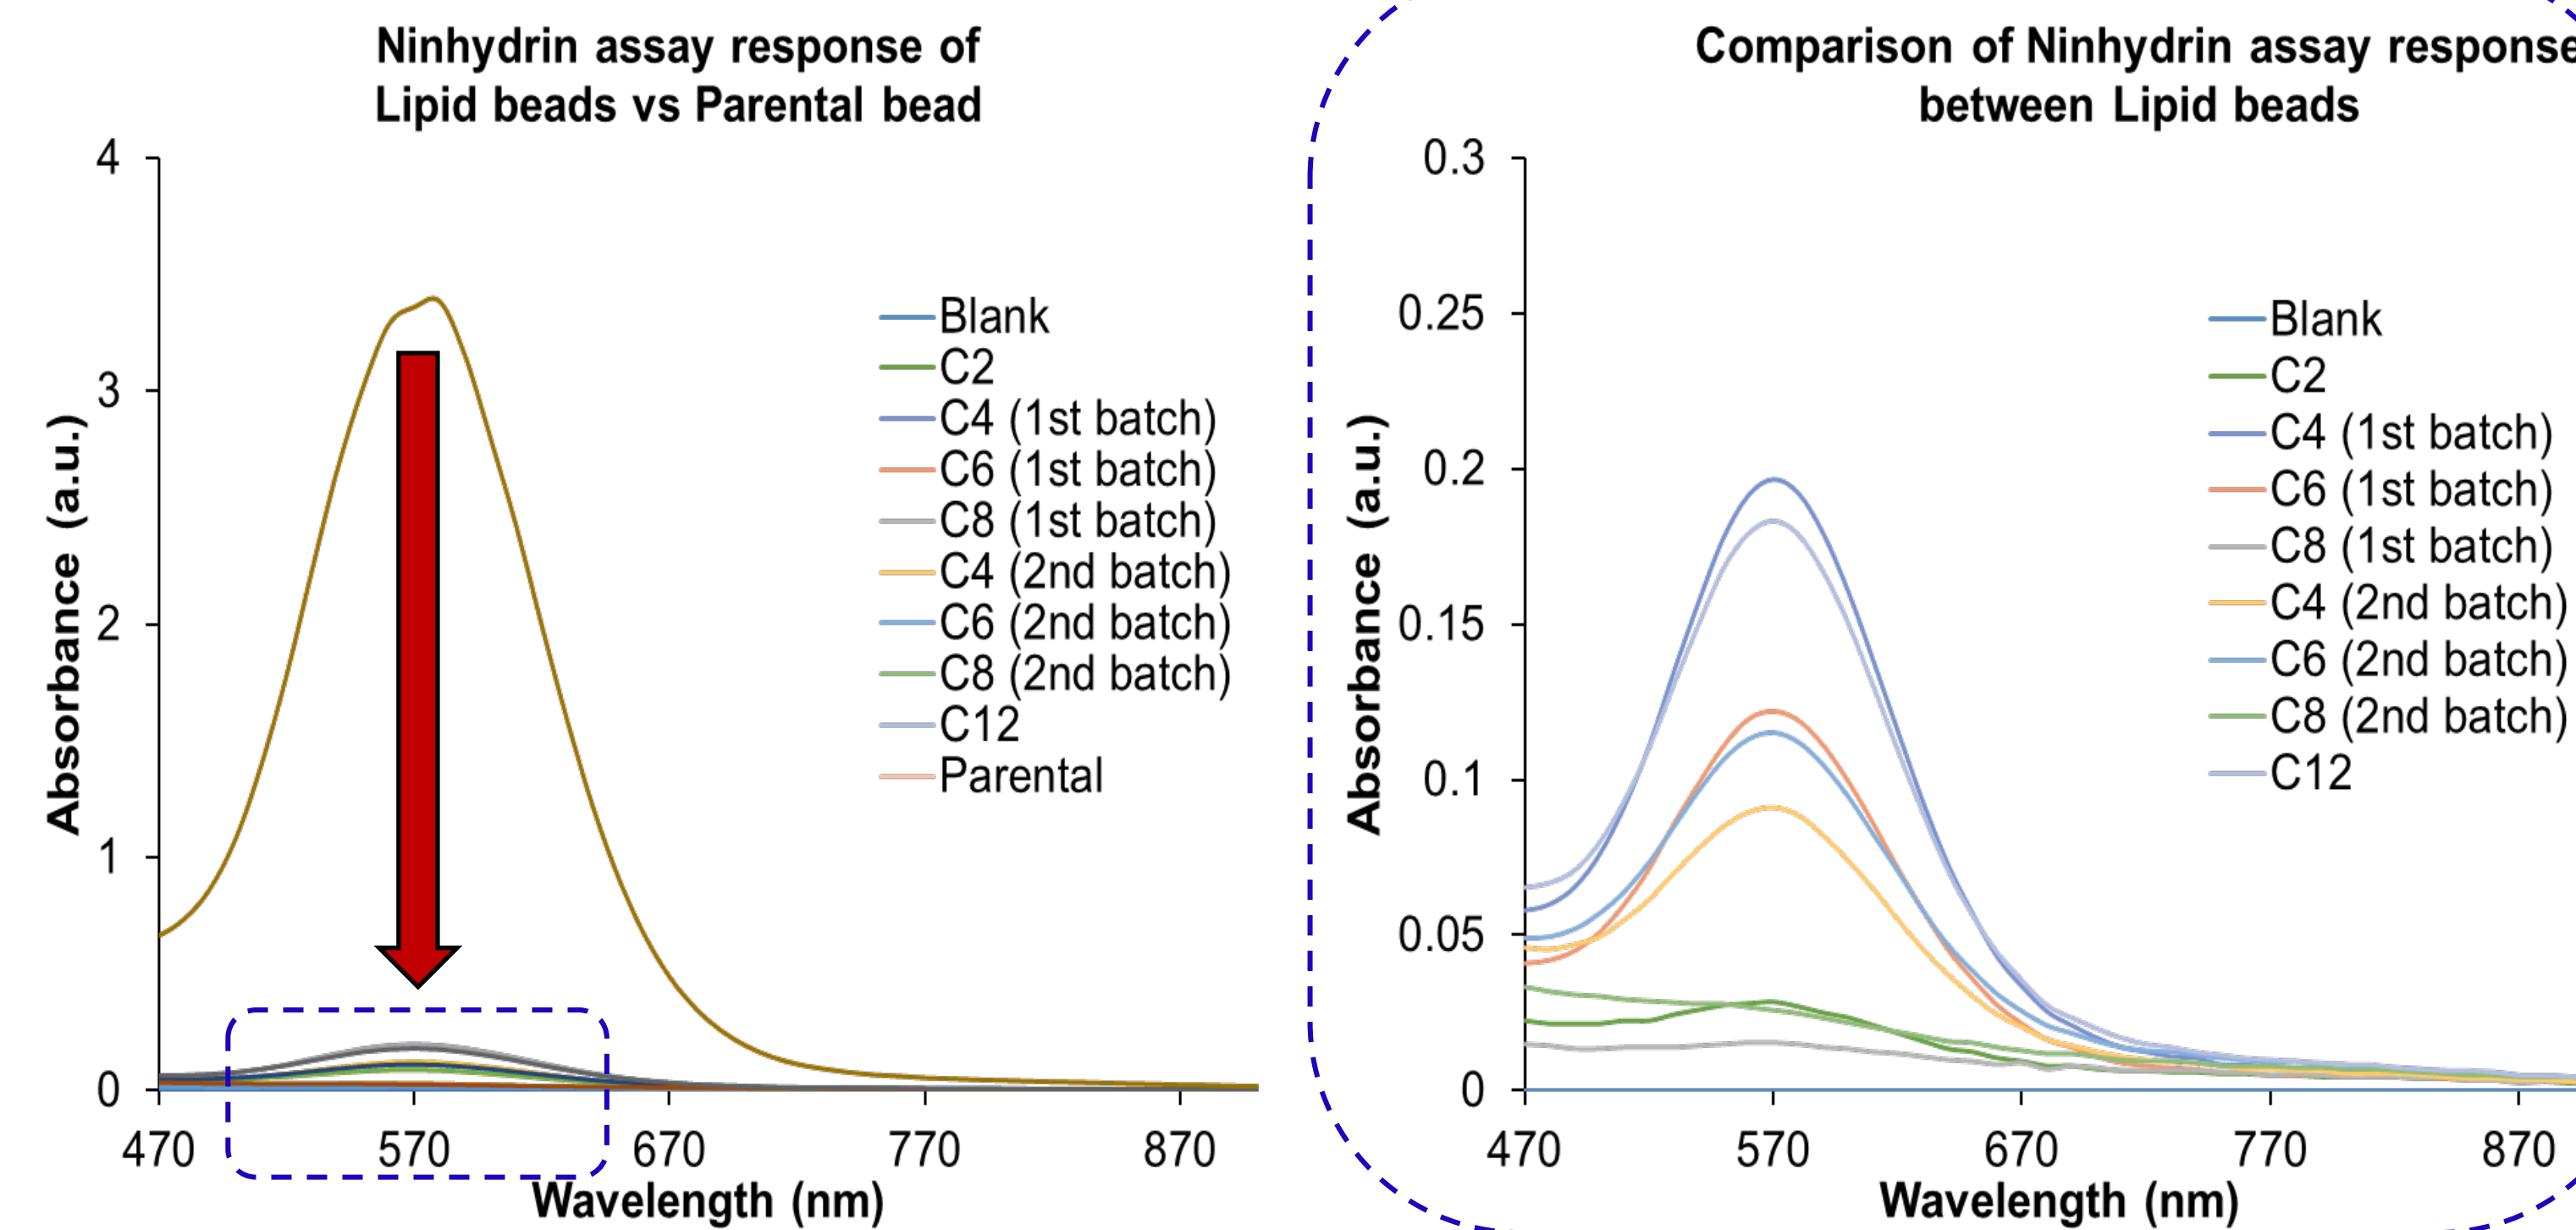 Ninhydrin assay response of
Lipid beads vs Parental bead
4
3
2
1
0
Absorbance (a.u.)
470
570
670
770
870
Wavelength (nm)
Blank
C2
C4 (1st batch)
C6 (1st batch)
C8 (1st batch)
C4 (2nd batch)
C6 (2nd batch)
C8 (2nd batch)
C12
Parental
Comparison of Ninhydrin assay response
between Lipid beads
0.3
0.25
0.2
0.15
0.1
0.05
0
Absorbance (a.u.)
470
570
670
770
870
Wavelength (nm)
Blank
C2
C4 (1st batch)
C6 (1st batch)
C8 (1st batch)
C4 (2nd batch)
C6 (2nd batch)
C8 (2nd batch)
C12